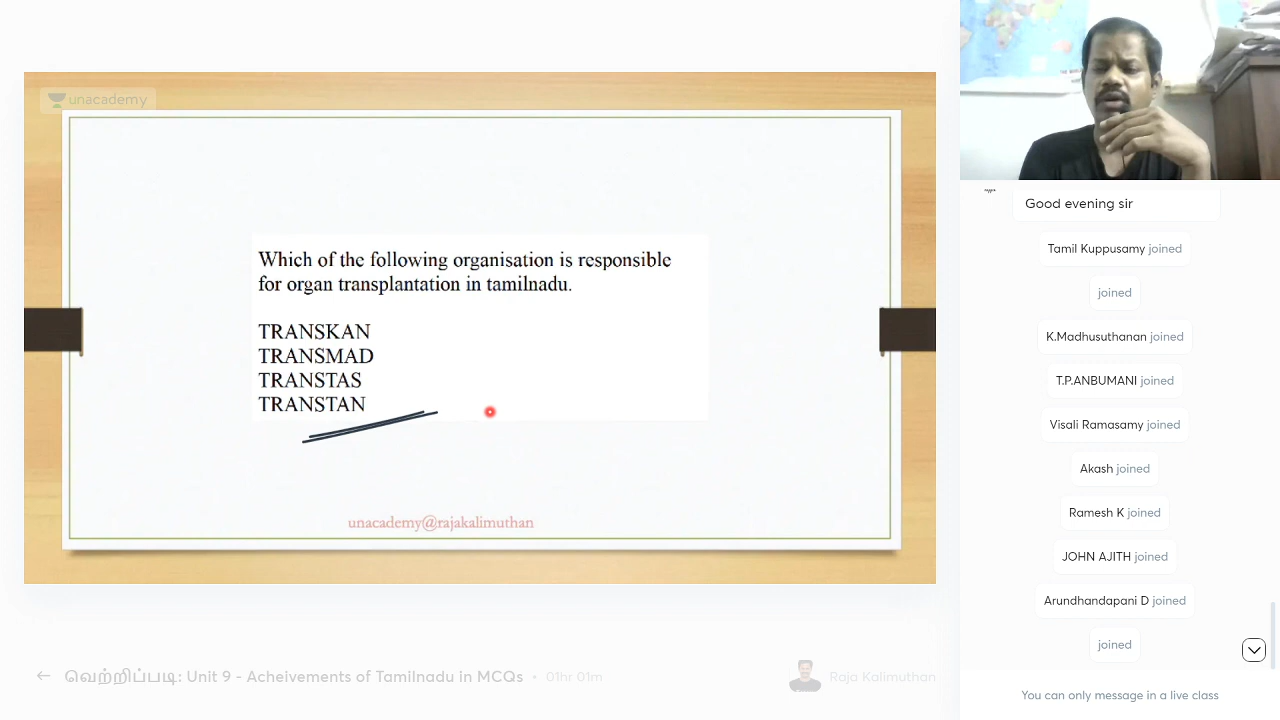 unacademy
Which of the following organisation is responsible
for organ transplantation in tamilnadu.
TRANSKAN
TRANSMAD
TRANSTAS
TRANSTAN
unacademy@rajakalimuthan
வெற்றிப்படி: Unit 9 - Acheivements of Tamilnadu in MCQs • 01hr 01m
Raja Kalimuthan
Good evening sir
Tamil Kuppusamy joined
joined
K.Madhusuthanan joined
T.P.ANBUMANI joined
Visali Ramasamy joined
Akash joined
Ramesh K joined
JOHN AJITH joined
Arundhandapani D joined
joined
You can only message in a live class